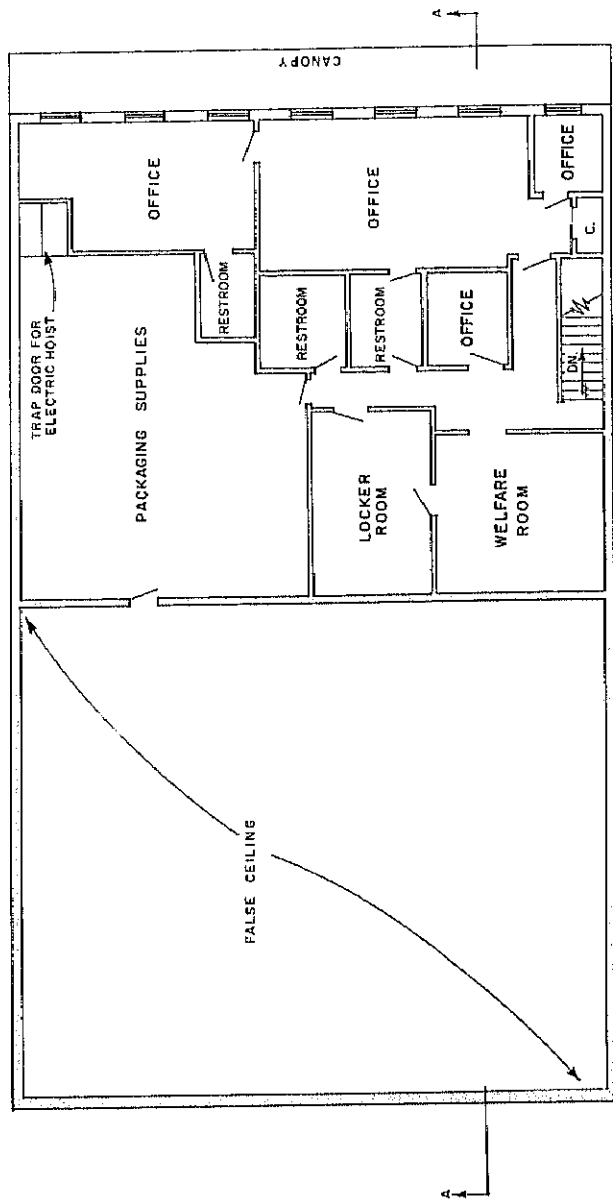 A
CANOPY
TRAP DOOR FOR
ELECTRIC HOIST
OFFICE
OFFICE
OFFICE
C.
RESTROOM
RESTROOM
RESTROOM
OFFICE
DN.
PACKAGING SUPPLIES
LOCKER
ROOM
WELFARE
ROOM
FALSE CEILING
A